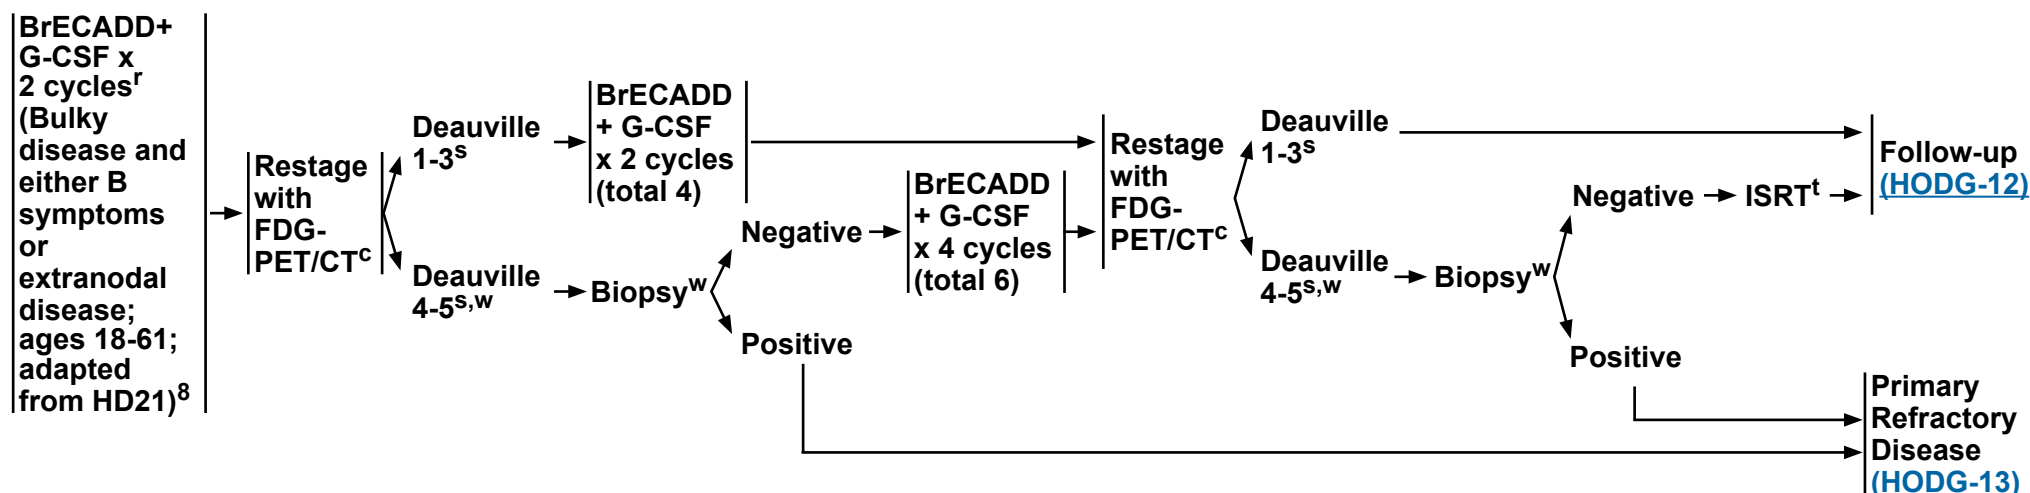 BrECADD+
G-CSF x
2 cyclesʳ
(Bulky
disease and
either B
symptoms
or
extranodal
disease;
ages 18-61;
adapted
from HD21)⁸
Restage
with
FDG-
PET/CTᶜ
Deauville
1-3ˢ
Deauville
4-5ˢ,ʷ
BrECADD
+ G-CSF
x 2 cycles
(total 4)
Biopsyʷ
Negative
Positive
BrECADD
+ G-CSF
x 4 cycles
(total 6)
Restage
with
FDG-
PET/CTᶜ
Deauville
1-3ˢ
Deauville
4-5ˢ,ʷ
Biopsyʷ
Negative
Positive
ISRTᵗ
Follow-up
(HODG-12)
Primary
Refractory
Disease
(HODG-13)